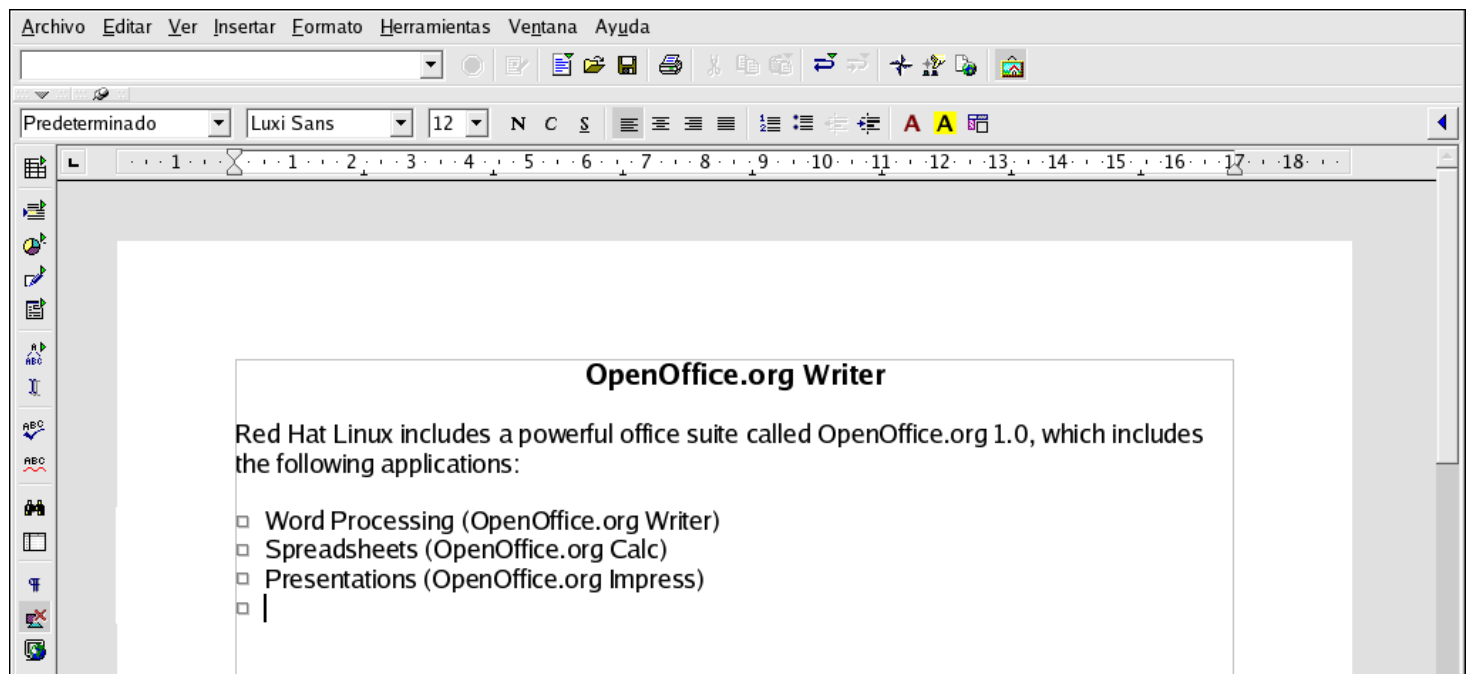 Archivo Editar Ver Insertar Formato Herramientas Ventana Ayuda
Predeterminado Luxi Sans 12 N C S A A
1 1 2 3 4 5 6 7 8 9 10 11 12 13 14 15 16 17 18
OpenOffice.org Writer
Red Hat Linux includes a powerful office suite called OpenOffice.org 1.0, which includes
the following applications:
Word Processing (OpenOffice.org Writer)
Spreadsheets (OpenOffice.org Calc)
Presentations (OpenOffice.org Impress)
A
ABC
ABC
ABC